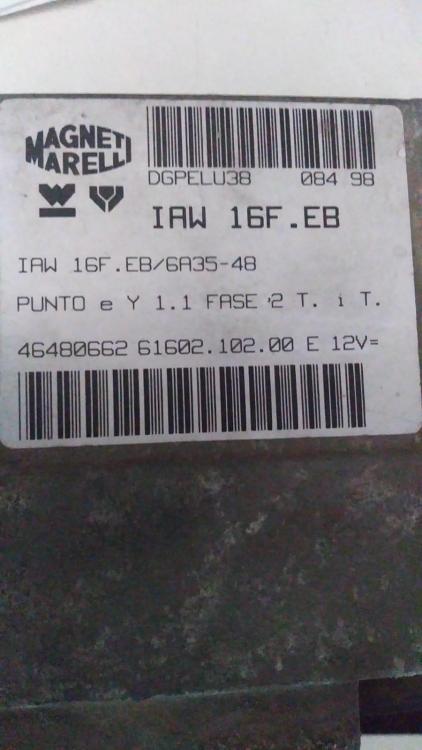 MAGNETI
MARELLI
DGPELU38 084 98
IAW 16F.EB
IAW 16F.EB/6A35-48
PUNTO e Y 1.1 FASE 2 T. i T.
46480662 61602.102.00 E 12V=